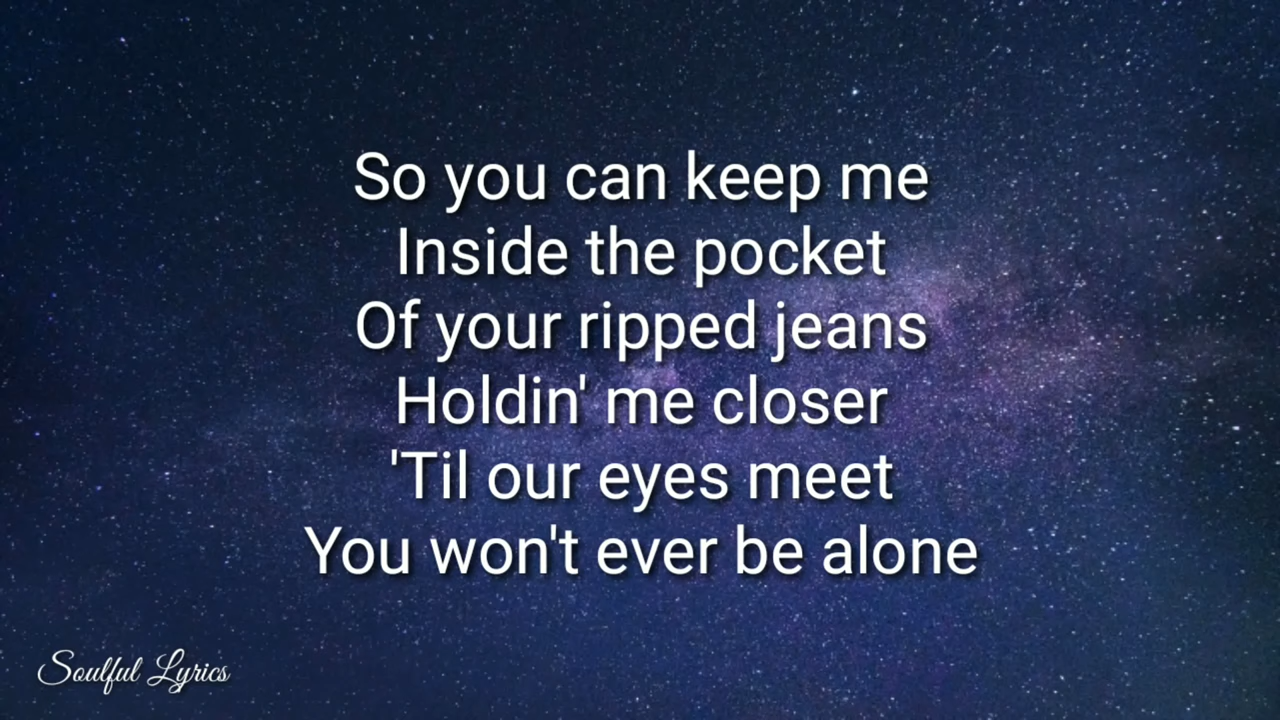 So you can keep me
Inside the pocket
Of your ripped jeans
Holdin' me closer
'Til our eyes meet
You won't ever be alone
Soulful Lyrics